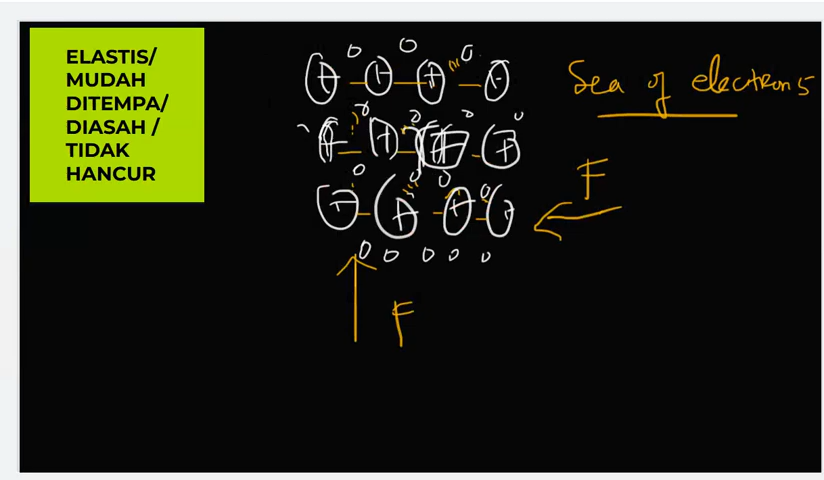 ELASTIS/
MUDAH
DITEMPA/
DIASAH /
TIDAK
HANCUR
Sea of electrons
F
F